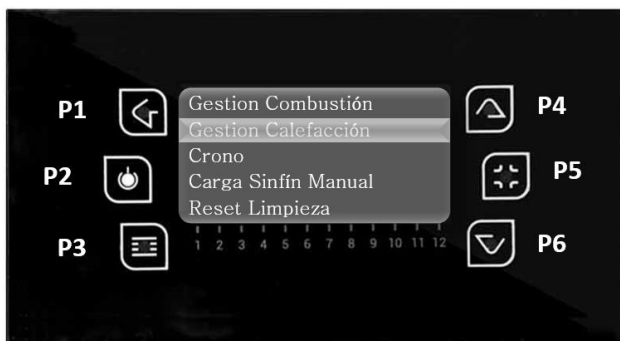 P1
P2
P3
Gestion Combustión
Gestion Calefacción
Crono
Carga Sinfín Manual
Reset Limpieza
1 2 3 4 5 6 7 8 9 10 11 12
P4
P5
P6